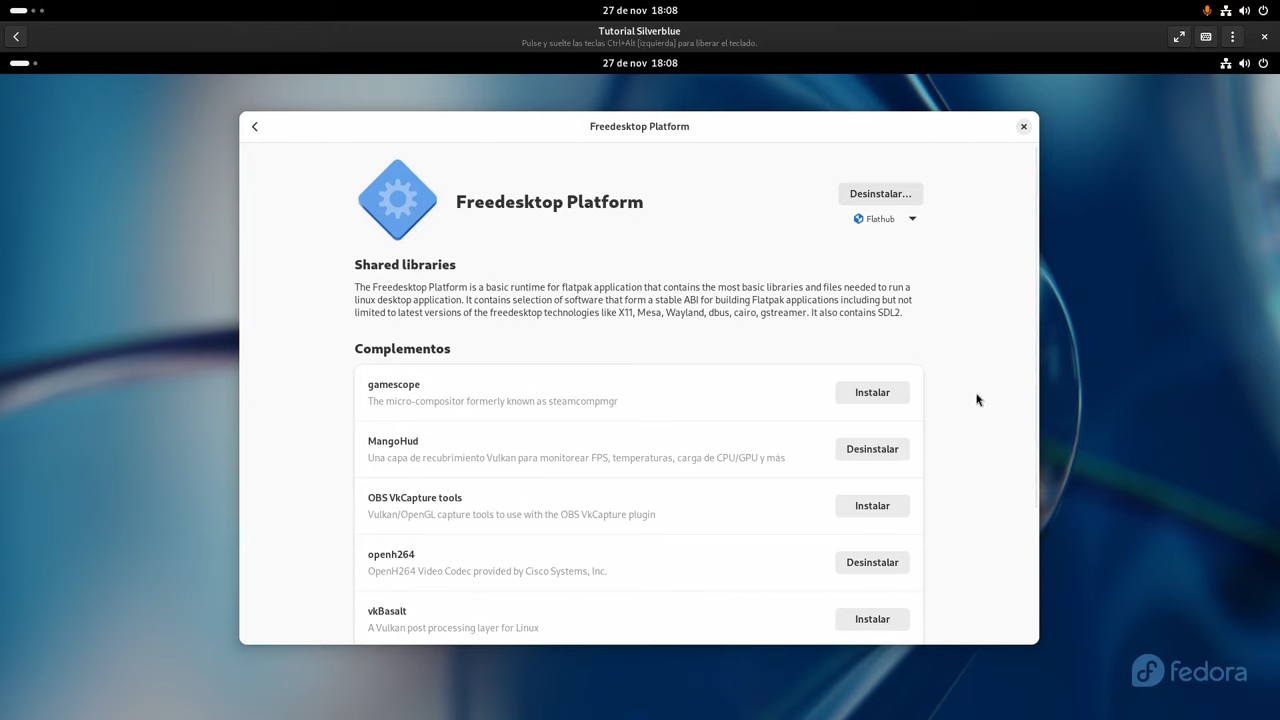 27 de nov 18:08
Tutorial Silverblue
Pulse y suelte las teclas Ctrl+Alt [izquierda] para liberar el teclado.
27 de nov 18:08
Freedesktop Platform
Freedesktop Platform
Desinstalar...
Flathub
Shared libraries
The Freedesktop Platform is a basic runtime for flatpak application that contains the most basic libraries and files needed to run a
linux desktop application. It contains selection of software that form a stable ABI for building Flatpak applications including but not
limited to latest versions of the freedesktop technologies like X11, Mesa, Wayland, dbus, cairo, gstreamer. It also contains SDL2.
Complementos
gamescope
The micro-compositor formerly known as steamcompmgr
Instalar
MangoHud
Una capa de recubrimiento Vulkan para monitorear FPS, temperaturas, carga de CPU/GPU y más
Desinstalar
OBS VkCapture tools
Vulkan/OpenGL capture tools to use with the OBS VkCapture plugin
Instalar
openh264
OpenH264 Video Codec provided by Cisco Systems, Inc.
Desinstalar
vkBasalt
A Vulkan post processing layer for Linux
Instalar
fedora